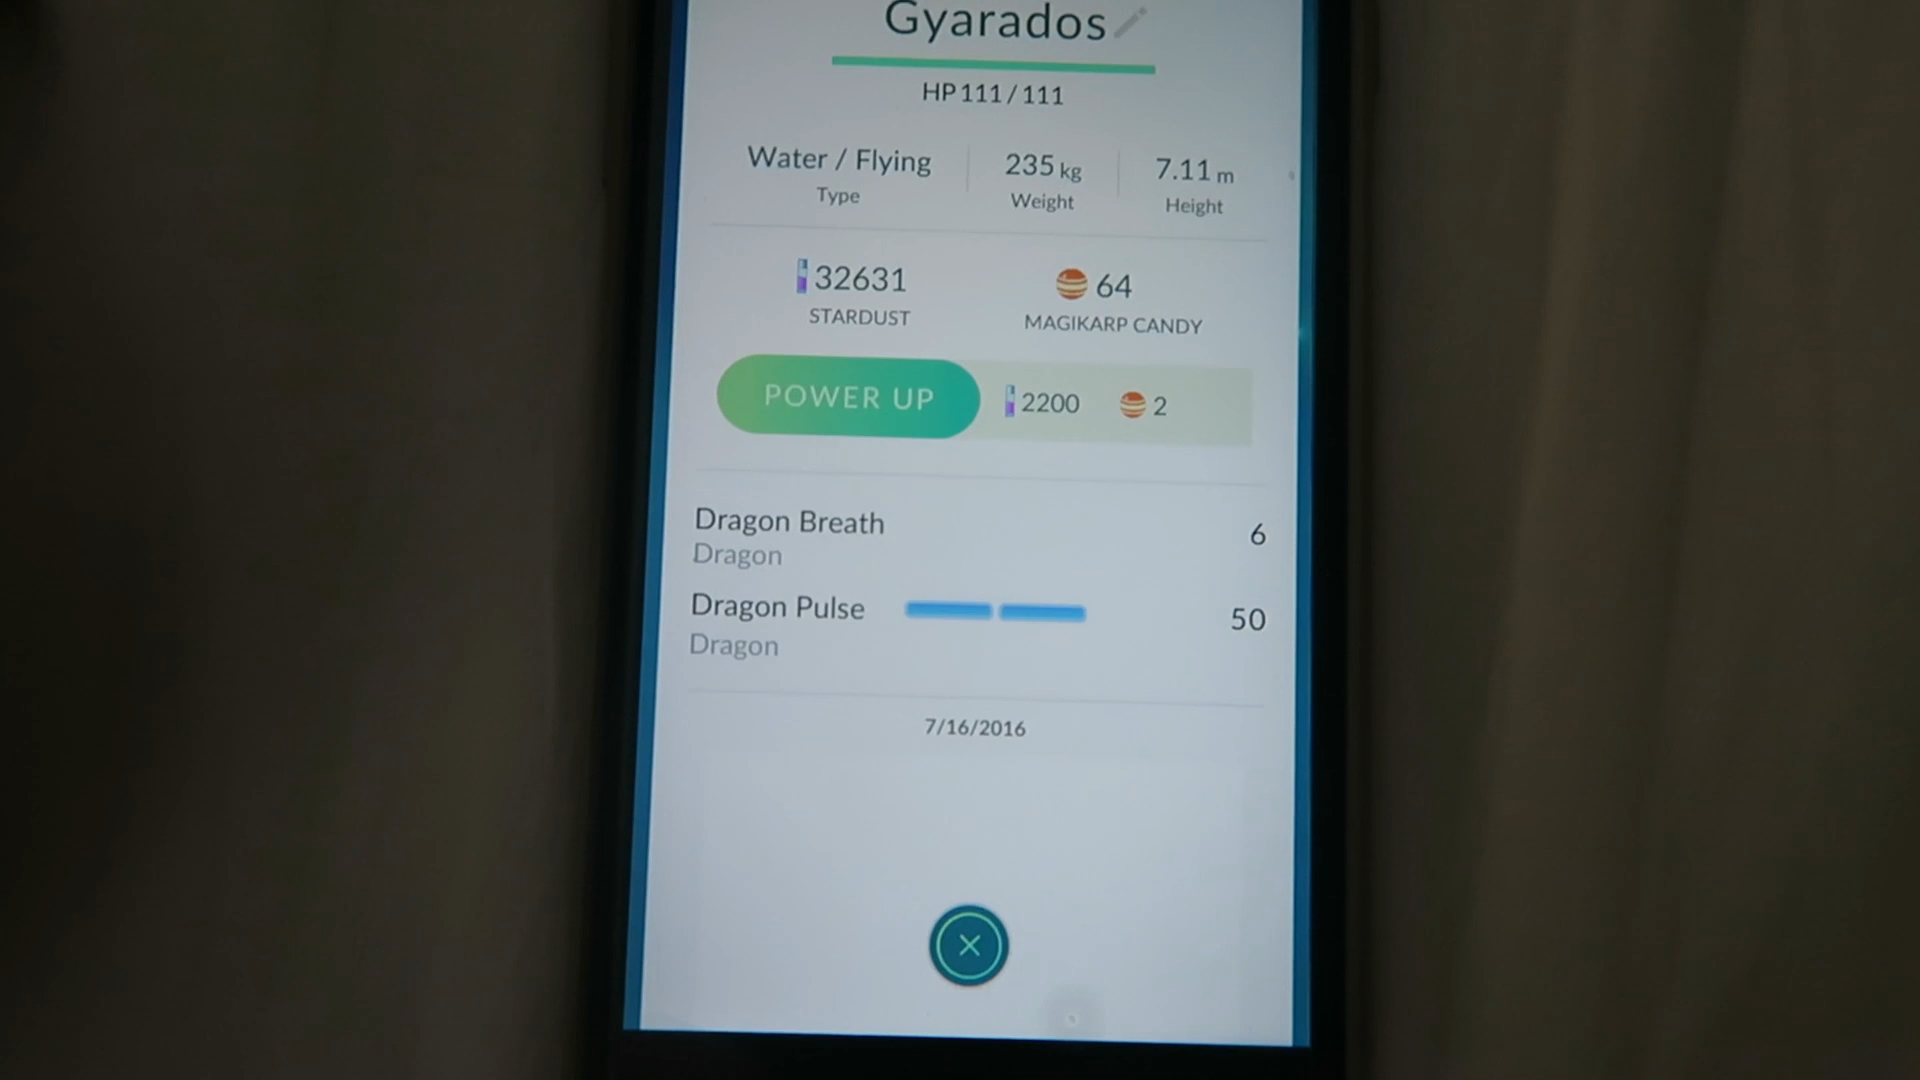 Gyarados
HP 111 / 111
Water / Flying
Type
235 kg
Weight
7.11 m
Height
32631
STARDUST
64
MAGIKARP CANDY
POWER UP
2200
2
Dragon Breath
Dragon
6
Dragon Pulse
Dragon
50
7/16/2016